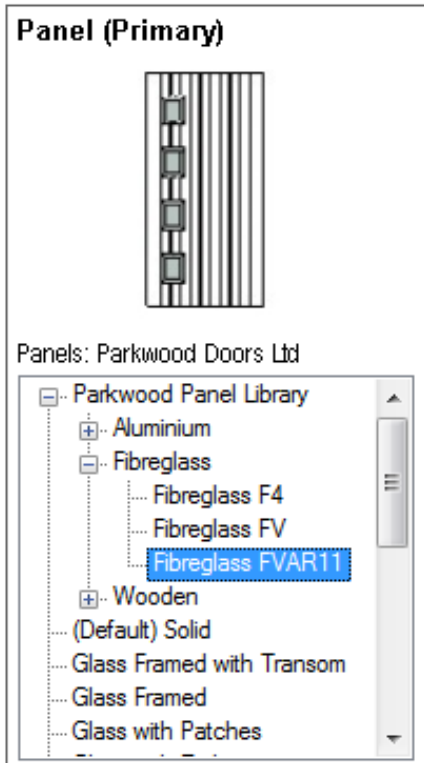 Panel (Primary)
Panels: Parkwood Doors Ltd
Parkwood Panel Library
Aluminium
Fibreglass
Fibreglass F4
Fibreglass FV
Fibreglass FVAR11
Wooden
(Default) Solid
Glass Framed with Transom
Glass Framed
Glass with Patches